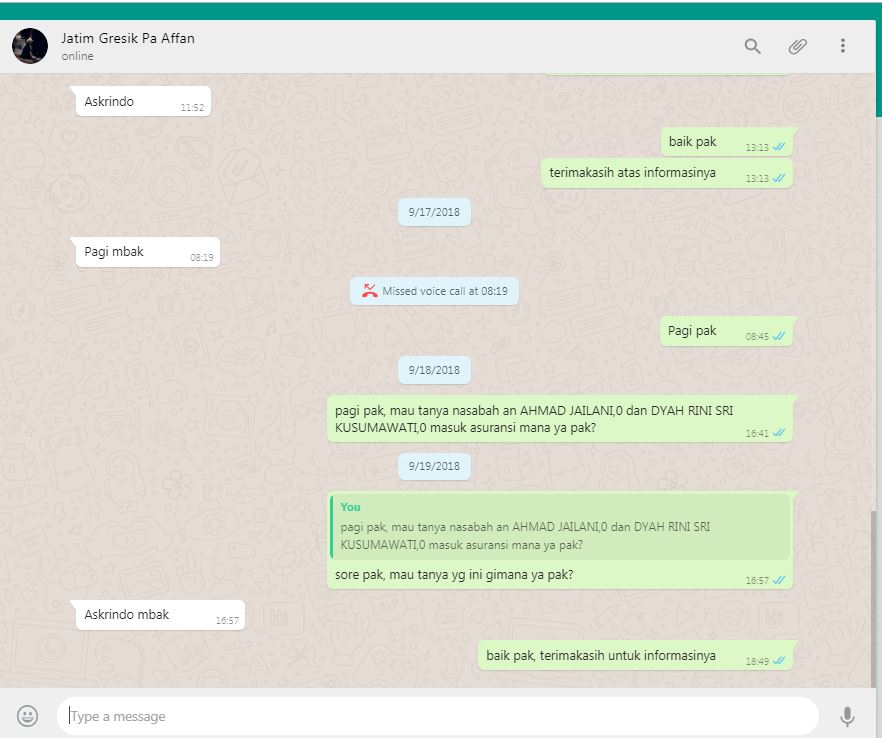 Jatim Gresik Pa Affan
online
Askrindo
11:52
baik pak
13:13
terimakasih atas informasinya
13:13
9/17/2018
Pagi mbak
08:19
Missed voice call at 08:19
Pagi pak
08:45
9/18/2018
pagi pak, mau tanya nasabah an AHMAD JAILANI,0 dan DYAH RINI SRI
KUSUMAWATI,0 masuk asuransi mana ya pak?
16:41
9/19/2018
You
pagi pak, mau tanya nasabah an AHMAD JAILANI,0 dan DYAH RINI SRI
KUSUMAWATI,0 masuk asuransi mana ya pak?
sore pak, mau tanya yg ini gimana ya pak?
16:57
Askrindo mbak
16:57
baik pak, terimakasih untuk informasinya
18:49
Type a message